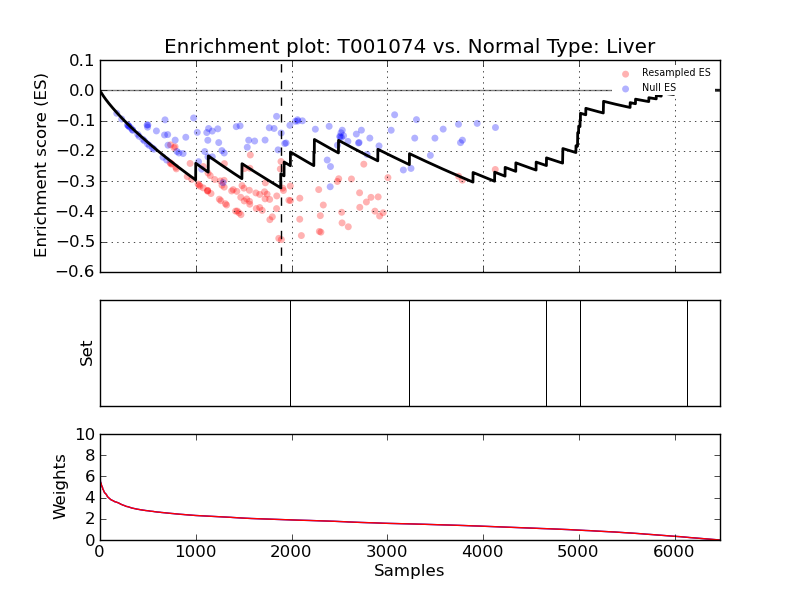 Enrichment plot: T001074 vs. Normal Type: Liver
Enrichment score (ES)
0.1
0.0
−0.1
−0.2
−0.3
−0.4
−0.5
−0.6
Resampled ES
Null ES
Set
Weights
10
8
6
4
2
0
0 1000 2000 3000 4000 5000 6000
Samples